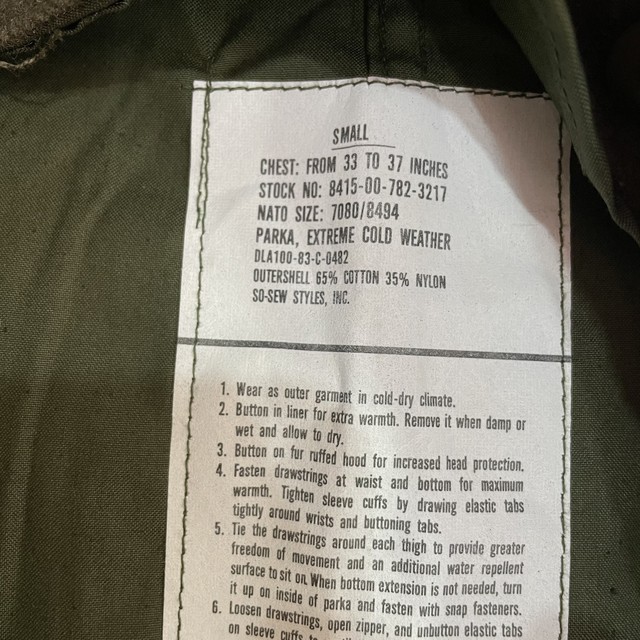 SMALL
CHEST: FROM 33 TO 37 INCHES
STOCK NO: 8415-00-782-3217
NATO SIZE: 7080/8494
PARKA, EXTREME COLD WEATHER
DLA100-83-C-0482
OUTERSHELL 65% COTTON 35% NYLON
SO-SEW STYLES, INC.
1. Wear as outer garment in cold-dry climate.
2. Button in liner for extra warmth. Remove it when damp or
wet and allow to dry.
3. Button on fur ruffed hood for increased head protection.
4. Fasten drawstrings at waist and bottom for maximum
warmth. Tighten sleeve cuffs by drawing elastic tabs
tightly around wrists and buttoning tabs.
5. Tie the drawstrings around each thigh to provide greater
freedom of movement and an additional water repellent
surface to sit on. When bottom extension is not needed, turn
it up on inside of parka and fasten with snap fasteners.
6. Loosen drawstrings, open zipper, and unbutton elastic tabs
on sleeve cuffs